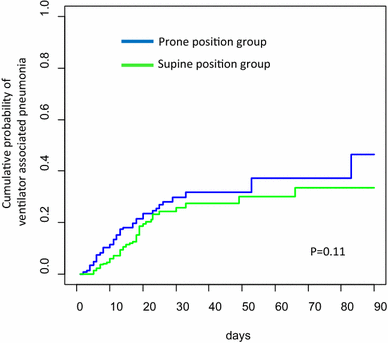 Cumulative probability of
ventilator associated pneumonia
1.0
0.8
0.6
0.4
0.2
0.0
Prone position group
Supine position group
P=0.11
0 10 20 30 40 50 60 70 80 90
days